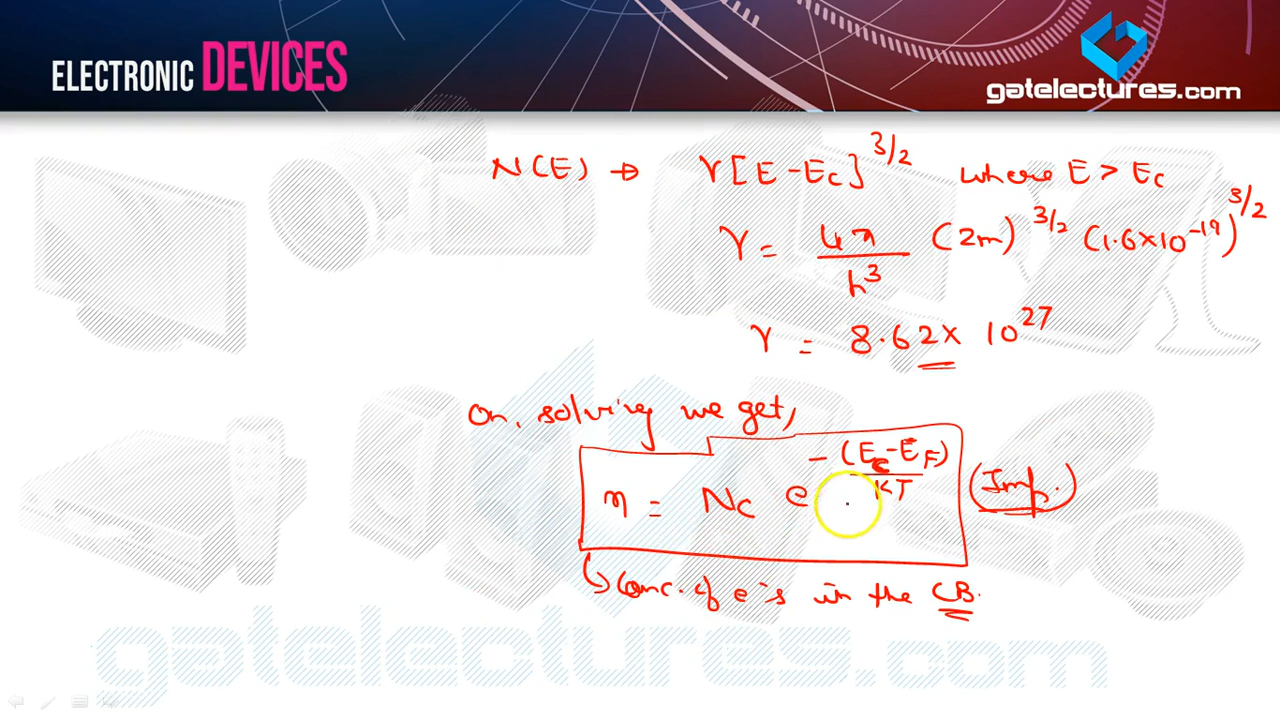 ELECTRONIC DEVICES
gatelectures.com
N(E) → γ[E-Ec]^3/2 where E > Ec
γ = 4π/h^3 (2m)^3/2 (1.6×10^-19)^3/2
γ = 8.62× 10^27
On, solving we get,
n = Nc e^-(Ec-EF)/KT (Imp.)
↳ Conc. of e's in the CB.
gatelectures.com